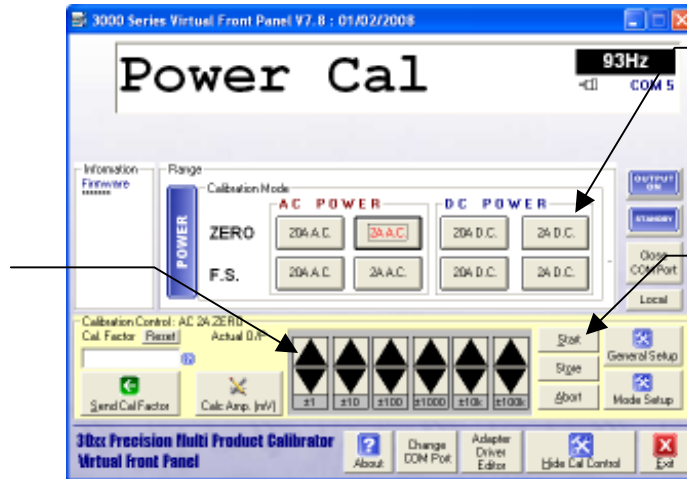 3000 Series Virtual Front Panel V7.8 : 01/02/2008
Power Cal
93Hz
COM 5
Information
Firmware
Range
Calibration Mode
AC POWER
DC POWER
POWER
ZERO
20A A.C.
2A A.C.
20A D.C.
2A D.C.
F.S.
20A A.C.
2A A.C.
20A D.C.
2A D.C.
OUTPUT ON
STANDBY
Close COM Port
Local
Calibration Control : AC 2A ZERO
Cal. Factor
Reset
Actual O/P
Send Cal Factor
Calc Amp. (mV)
±1
±10
±100
±1000
±10k
±100k
Start
Store
Abort
General Setup
Mode Setup
30xx Precision Multi Product Calibrator
Virtual Front Panel
About
Change COM Port
Adapter Driver Editor
Hide Cal Control
Exit